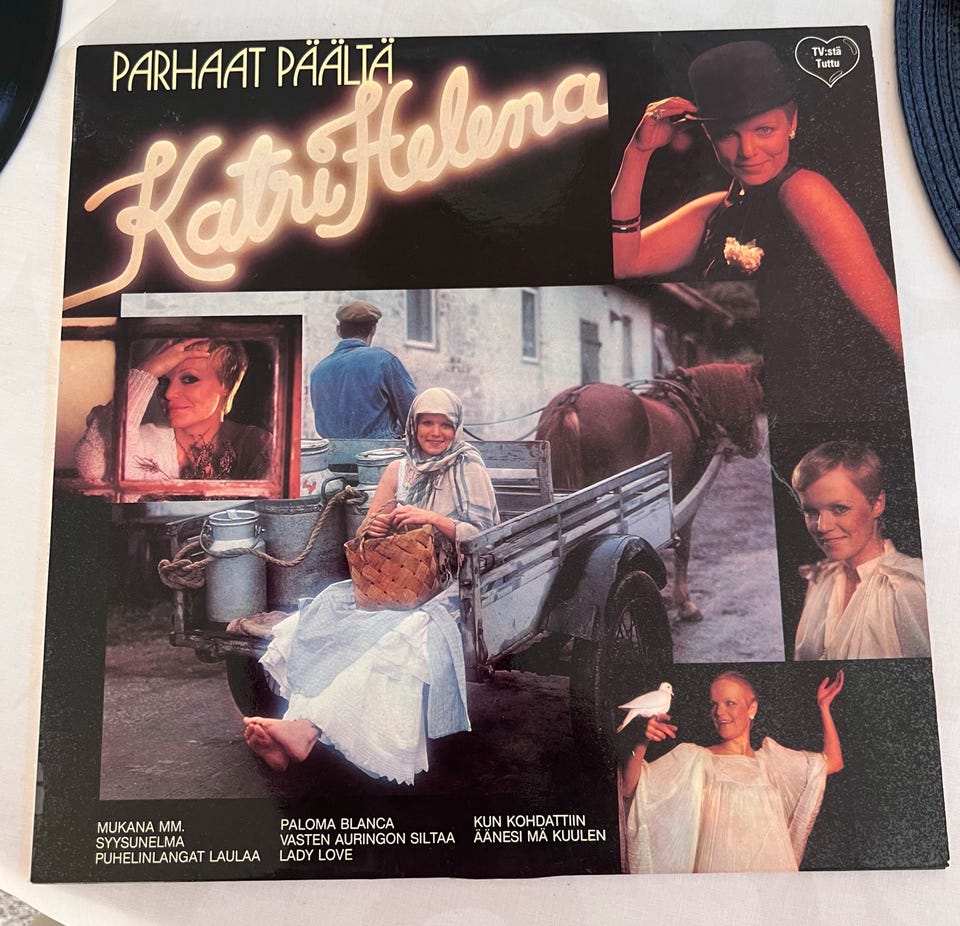 PARHAAT PÄÄLTÄ
Katri Helena
TV:stä
Tuttu
MUKANA MM.
SYYSUNELMA
PUHELINLANGAT LAULAA
PALOMA BLANCA
VASTEN AURINGON SILTAA
LADY LOVE
KUN KOHDATTIIN
ÄÄNESI MÄ KUULEN